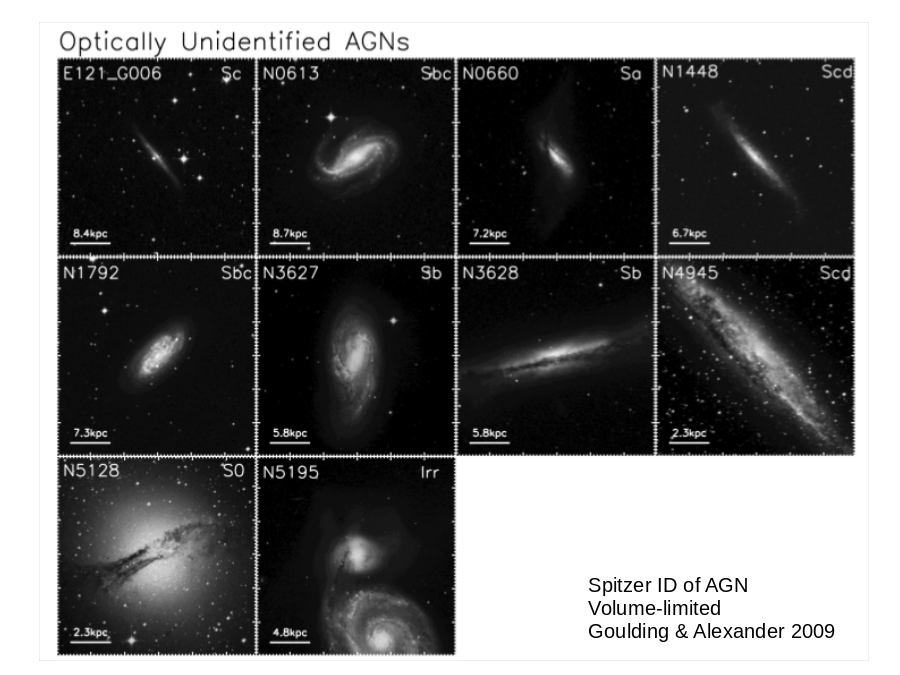 Optically Unidentified AGNs
E121_G006 Sc
N0613 Sbc
N0660 Sa
N1448 Scd
8.4kpc
8.7kpc
7.2kpc
6.7kpc
N1792 Sbc
N3627 Sb
N3628 Sb
N4945 Scd
7.3kpc
5.8kpc
5.8kpc
2.3kpc
N5128 S0
N5195 Irr
2.3kpc
4.8kpc
Spitzer ID of AGN
Volume-limited
Goulding & Alexander 2009